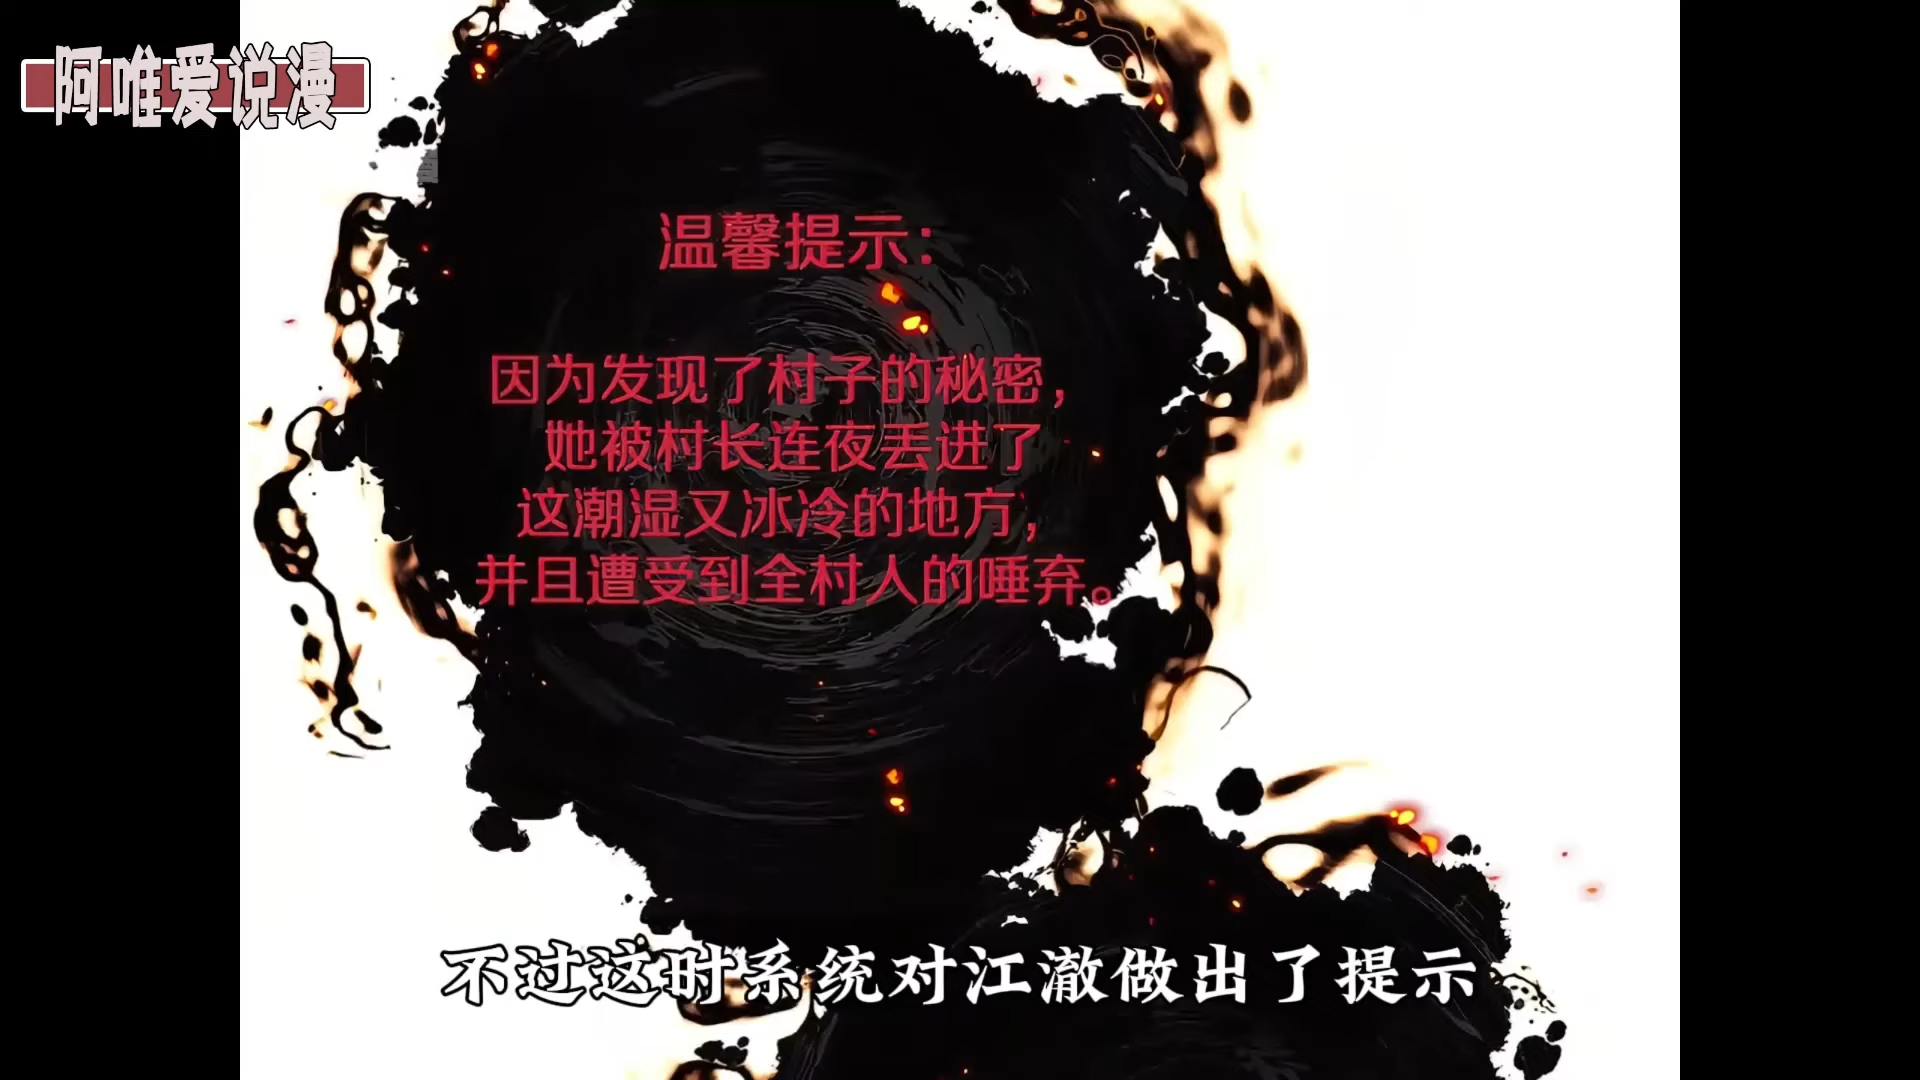 阿唯爱说漫
温馨提示：
因为发现了村子的秘密，
她被村长连夜丢进了
这潮湿又冰冷的地方，
并且遭受到全村人的唾弃。
不过这时系统对江澈做出了提示